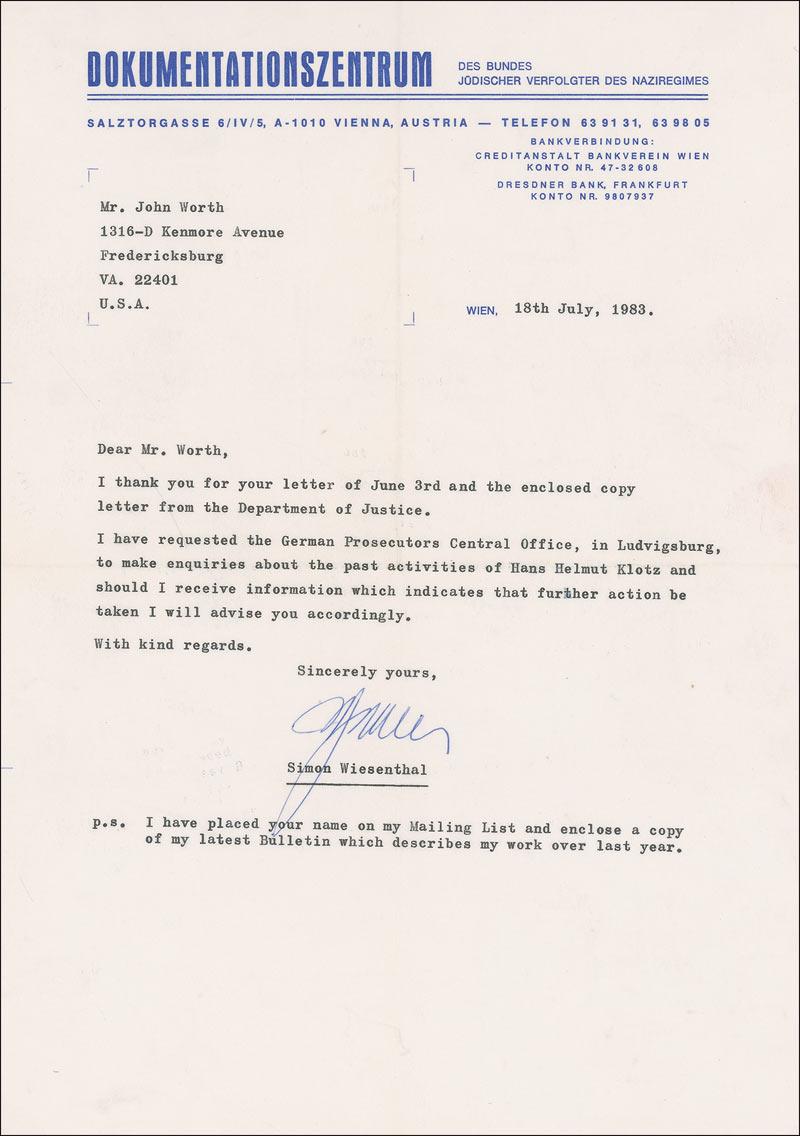 DOKUMENTATIONSZENTRUM
DES BUNDES
JÜDISCHER VERFOLGTER DES NAZIREGIMES
SALZTORGASSE 6/IV/5, A-1010 VIENNA, AUSTRIA — TELEFON 63 91 31, 63 98 05
BANKVERBINDUNG:
CREDITANSTALT BANKVEREIN WIEN
KONTO NR. 47-32 608
DRESDNER BANK, FRANKFURT
KONTO NR. 9807937
Mr. John Worth
1316-D Kenmore Avenue
Fredericksburg
VA. 22401
U.S.A.
WIEN, 18th July, 1983.
Dear Mr. Worth,
I thank you for your letter of June 3rd and the enclosed copy
letter from the Department of Justice.
I have requested the German Prosecutors Central Office, in Ludvigsburg,
to make enquiries about the past activities of Hans Helmut Klotz and
should I receive information which indicates that further action be
taken I will advise you accordingly.
With kind regards.
Sincerely yours,
Simon Wiesenthal
p.s. I have placed your name on my Mailing List and enclose a copy
of my latest Bulletin which describes my work over last year.